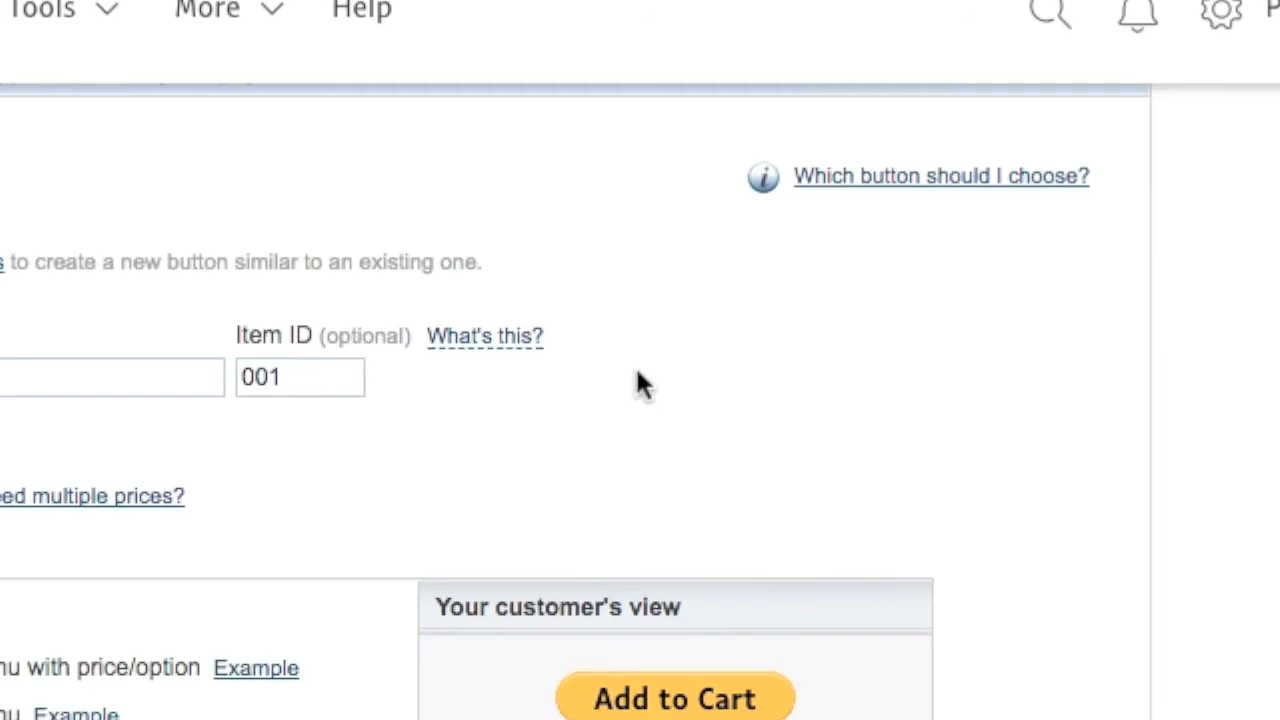 Tools More Help
Which button should I choose?
to create a new button similar to an existing one.
Item ID (optional) What's this?
001
multiple prices?
Your customer's view
with price/option Example
Add to Cart
Example